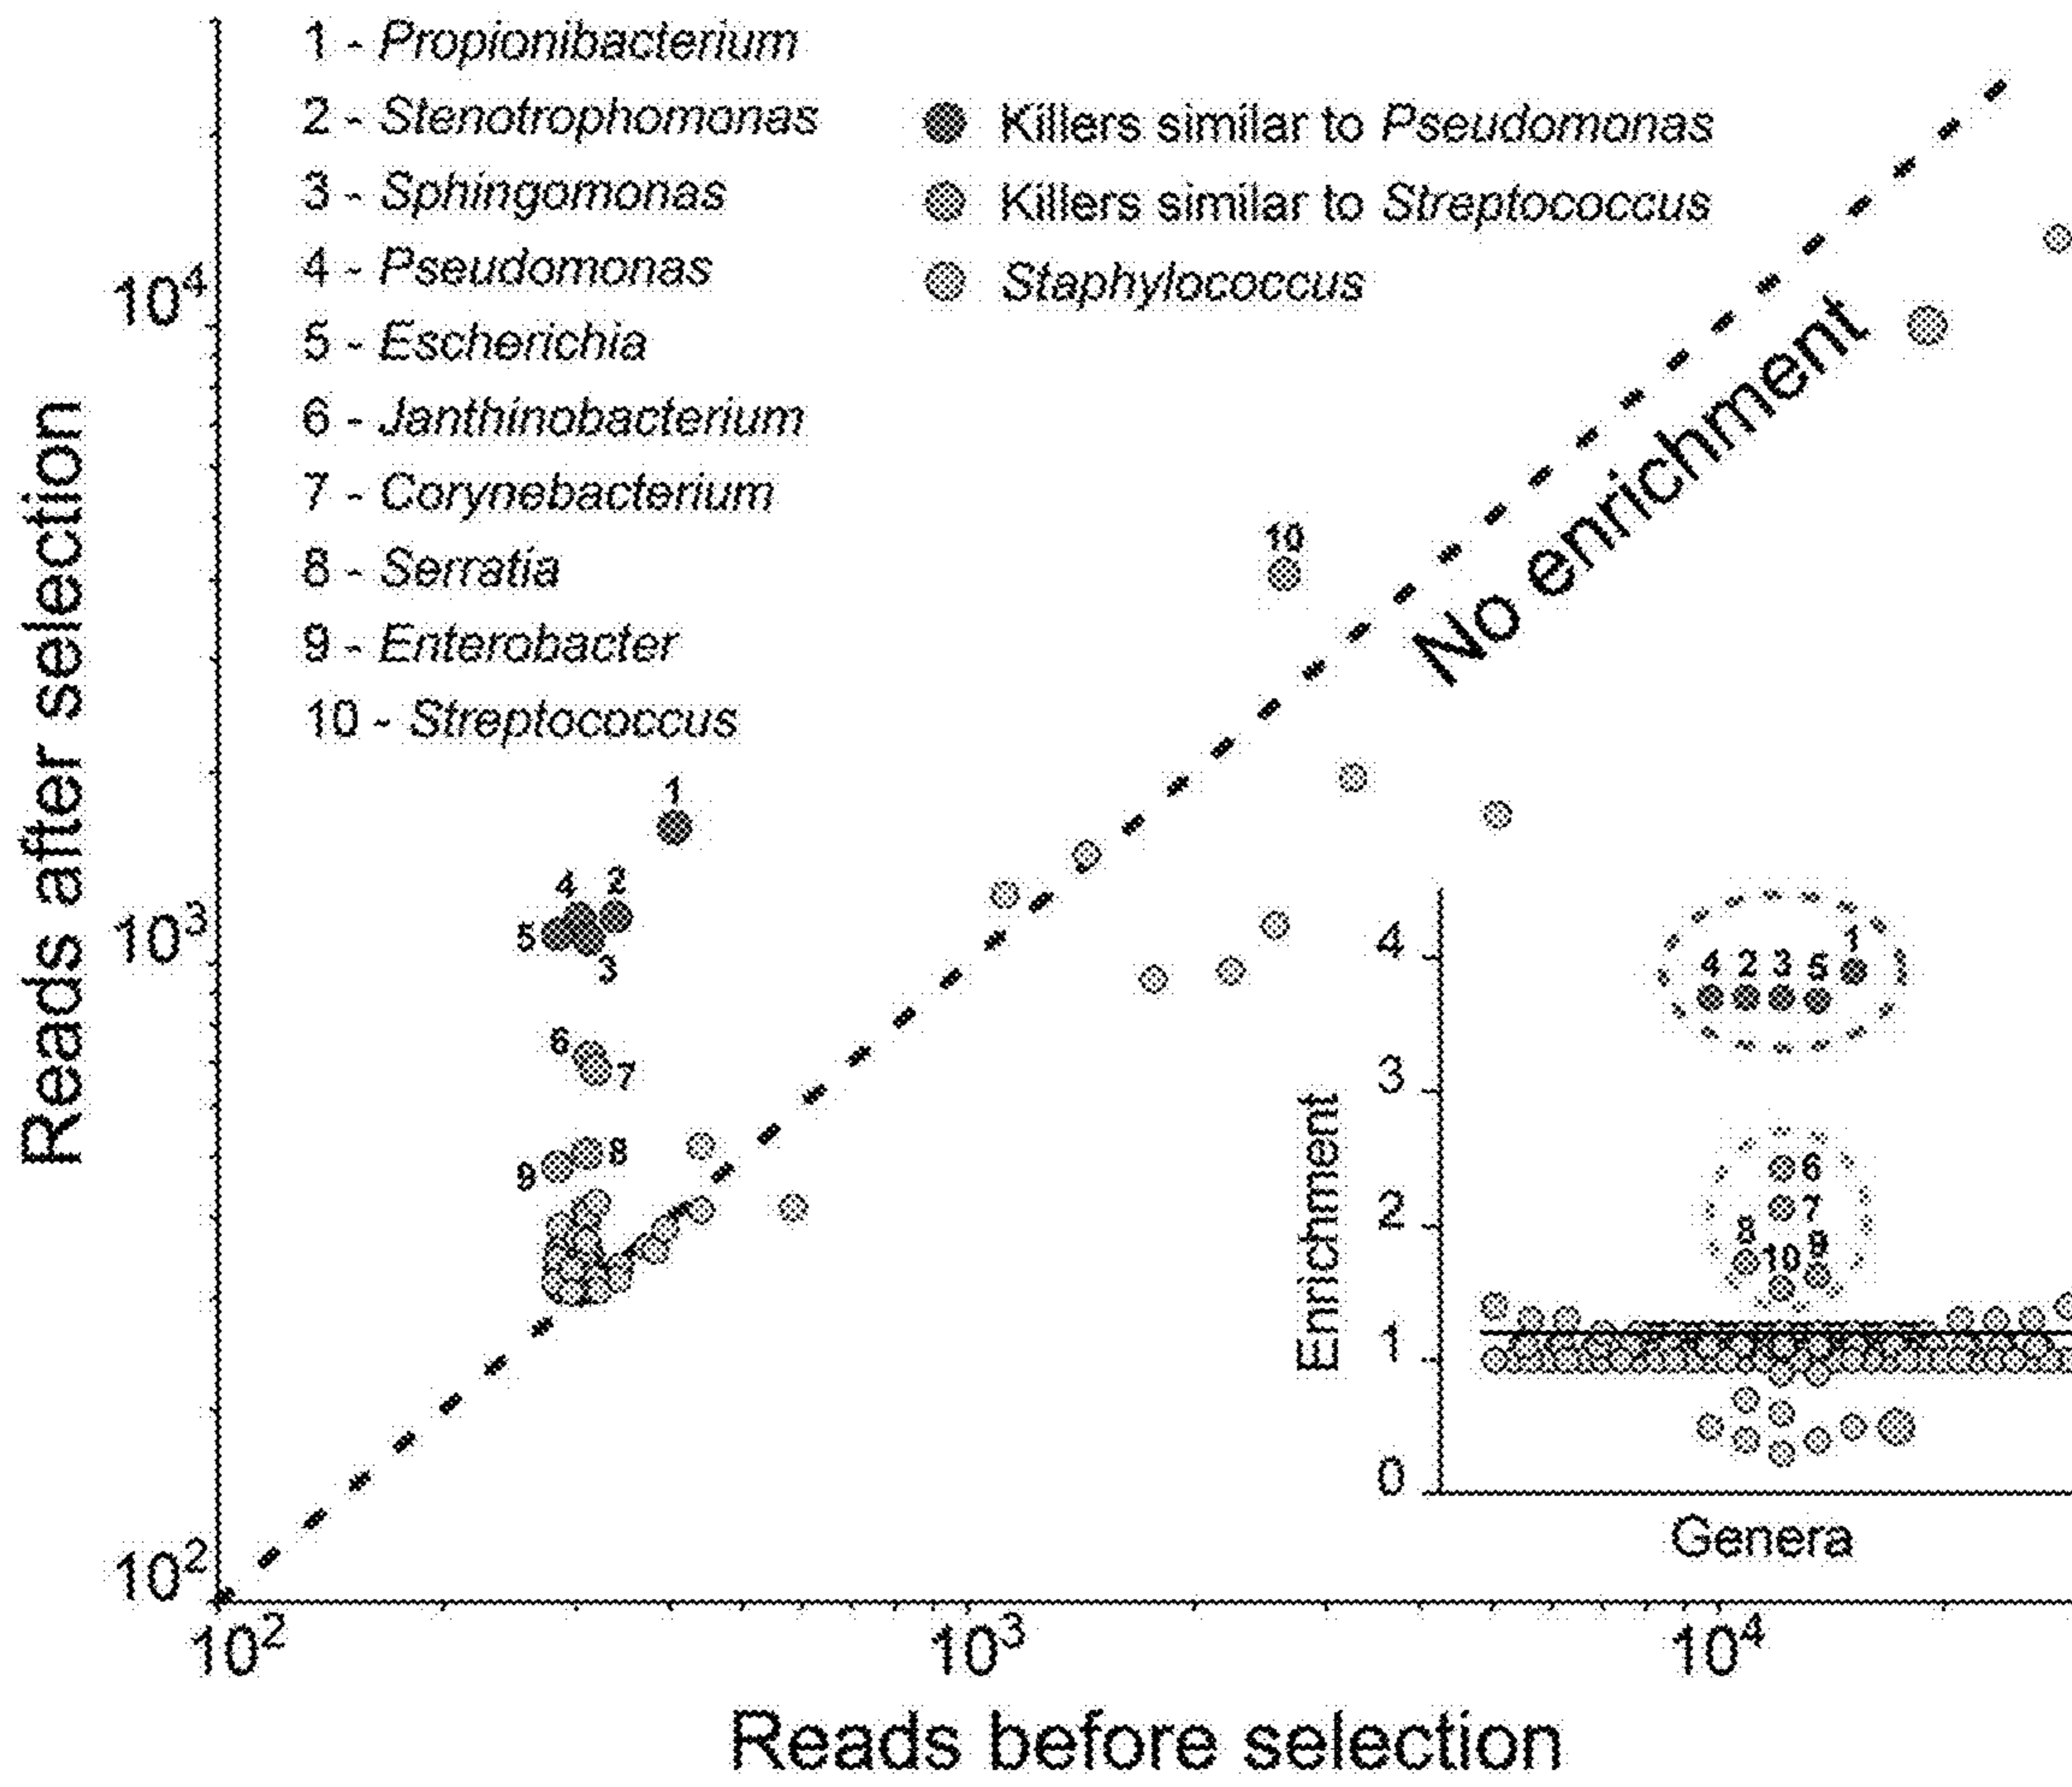 1 - Propionibacterium
2 - Stenotrophomonas
3 - Sphingomonas
4 - Pseudomonas
5 - Escherichia
6 - Janthinobacterium
7 - Corynebacterium
8 - Serratia
9 - Enterobacter
10 - Streptococcus
Killers similar to Pseudomonas
Killers similar to Streptococcus
Staphylococcus
No enrichment
Reads after selection
10⁴
10³
10²
10
1
4 2
5
3
6
7
8
9
Enrichment
4
3
2
1
0
1
4 2 3 5
6
7
8 9
10
Genera
10² 10³ 10⁴
Reads before selection